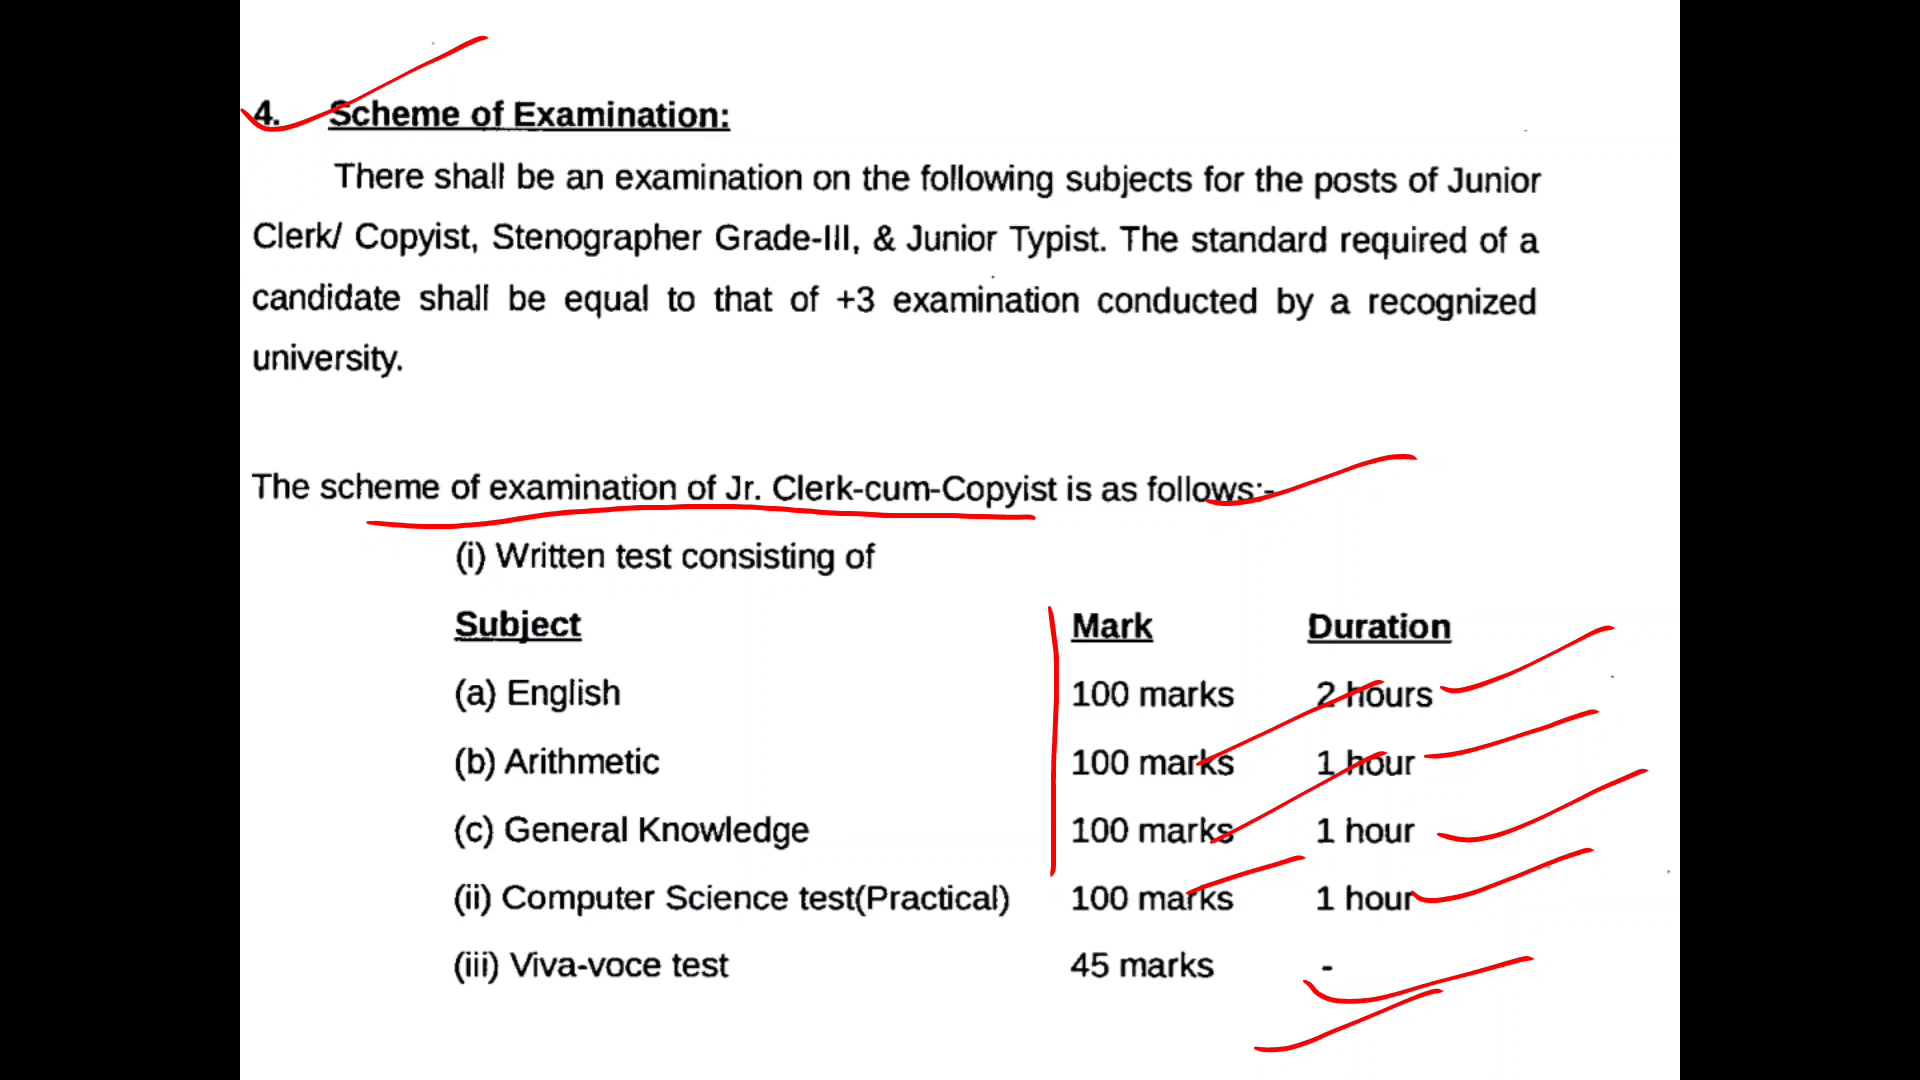 4. Scheme of Examination:
There shall be an examination on the following subjects for the posts of Junior
Clerk/ Copyist, Stenographer Grade-III, & Junior Typist. The standard required of a
candidate shall be equal to that of +3 examination conducted by a recognized
university.
The scheme of examination of Jr. Clerk-cum-Copyist is as follows:-
(i) Written test consisting of
Subject Mark Duration
(a) English 100 marks 2 hours
(b) Arithmetic 100 marks 1 hour
(c) General Knowledge 100 marks 1 hour
(ii) Computer Science test(Practical) 100 marks 1 hour
(iii) Viva-voce test 45 marks -